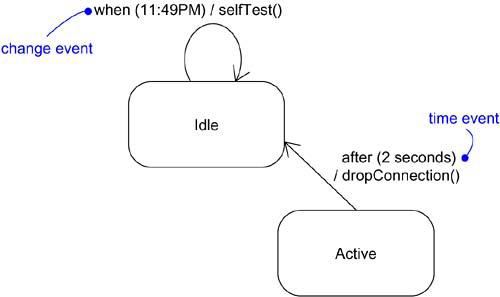 when (11:49PM) / selfTest()
change event
Idle
time event
after (2 seconds)
/ dropConnection()
Active